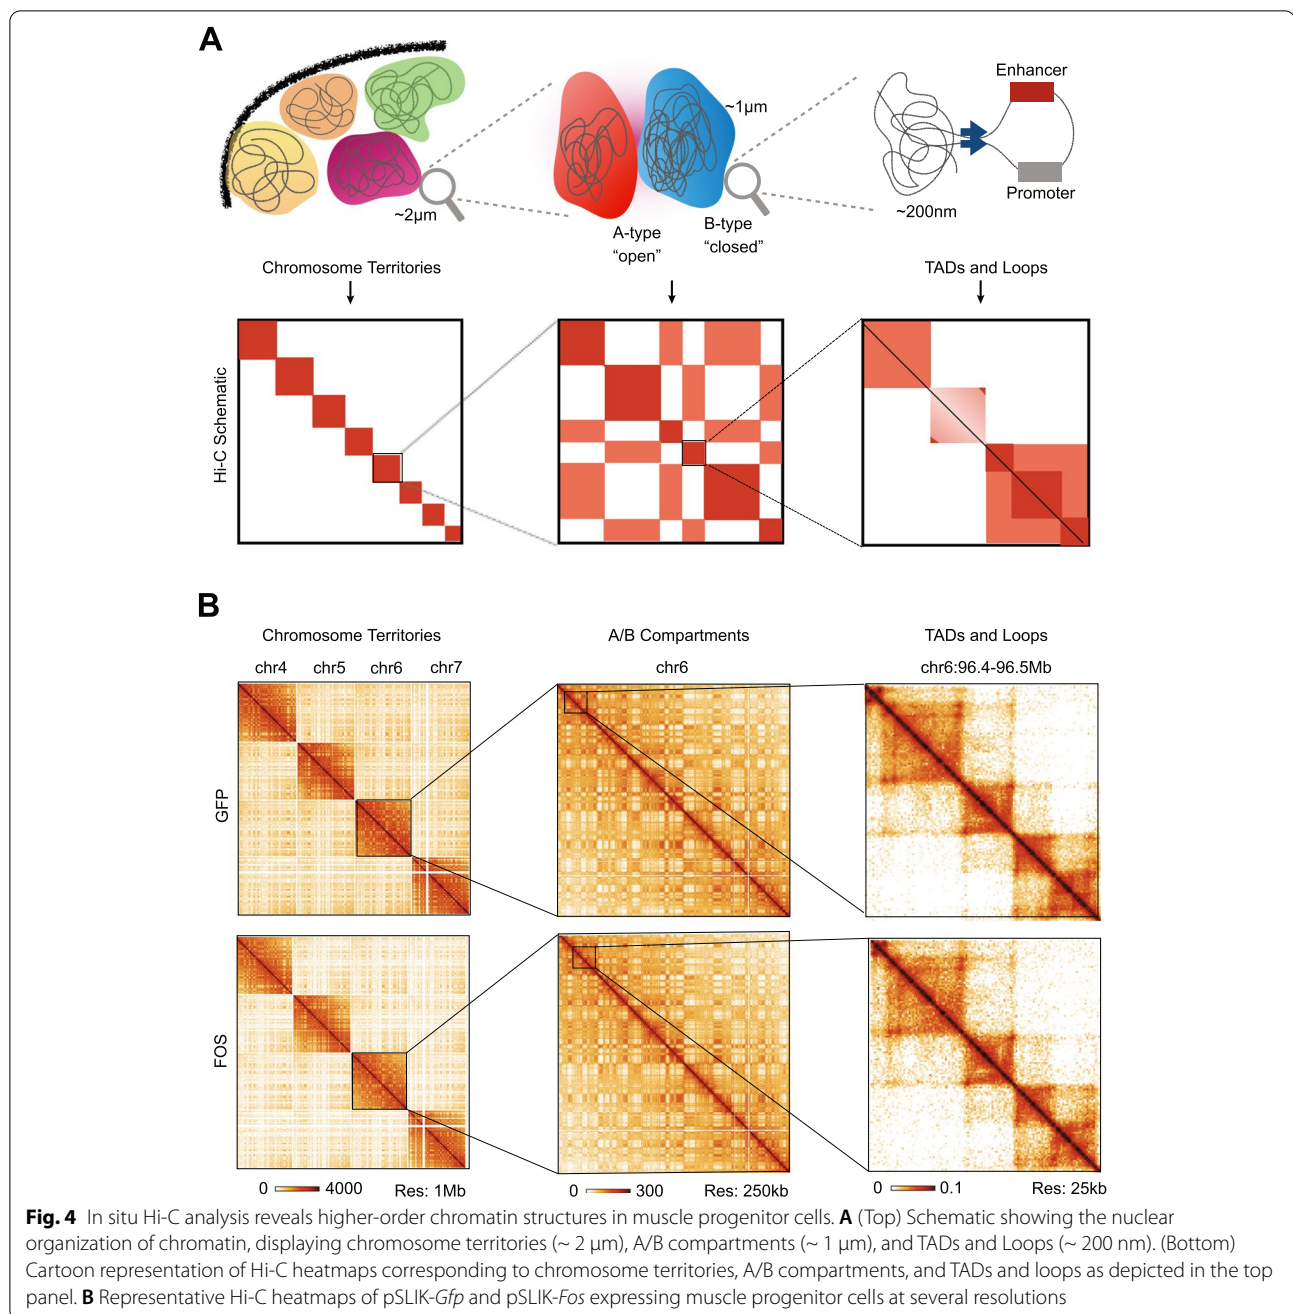 A
Enhancer
~1μm
Promoter
~2μm
~200nm
A-type
"open"
B-type
"closed"
Chromosome Territories
TADs and Loops
Hi-C Schematic
B
Chromosome Territories
A/B Compartments
TADs and Loops
chr4 chr5 chr6 chr7
chr6
chr6:96.4-96.5Mb
GFP
FOS
0 4000 Res: 1Mb
0 300 Res: 250kb
0 0.1 Res: 25kb
Fig. 4 In situ Hi-C analysis reveals higher-order chromatin structures in muscle progenitor cells. A (Top) Schematic showing the nuclear
organization of chromatin, displaying chromosome territories (~ 2 μm), A/B compartments (~ 1 μm), and TADs and Loops (~ 200 nm). (Bottom)
Cartoon representation of Hi-C heatmaps corresponding to chromosome territories, A/B compartments, and TADs and loops as depicted in the top
panel. B Representative Hi-C heatmaps of pSLIK-Gfp and pSLIK-Fos expressing muscle progenitor cells at several resolutions